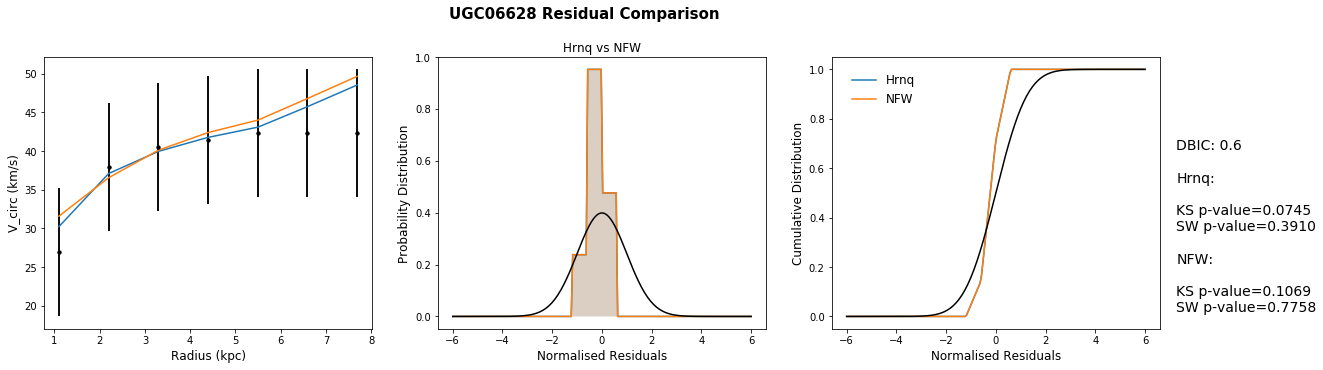 UGC06628 Residual Comparison
V_circ (km/s)
50
45
40
35
30
25
20
1 2 3 4 5 6 7 8
Radius (kpc)
Hrnq vs NFW
Probability Distribution
1.0
0.8
0.6
0.4
0.2
0.0
−6 −4 −2 0 2 4 6
Normalised Residuals
Cumulative Distribution
1.0
0.8
0.6
0.4
0.2
0.0
Hrnq
NFW
−6 −4 −2 0 2 4 6
Normalised Residuals
DBIC: 0.6
Hrnq:
KS p-value=0.0745
SW p-value=0.3910
NFW:
KS p-value=0.1069
SW p-value=0.7758